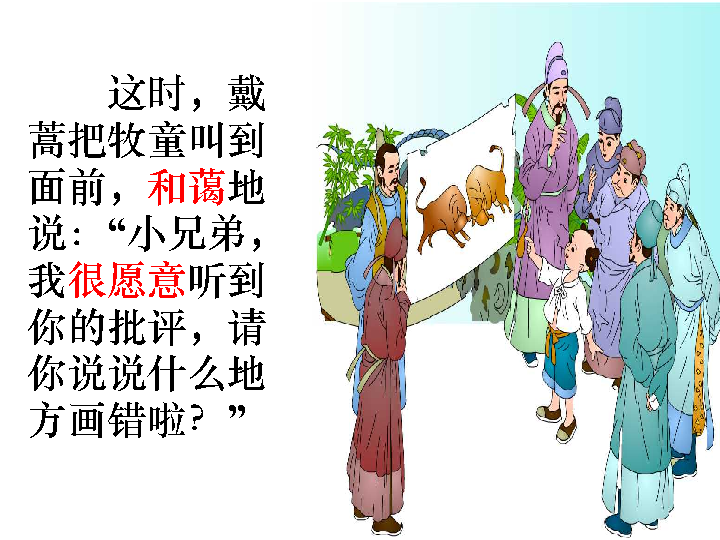 这时，戴
蒿把牧童叫到
面前，和蔼地
说：“小兄弟，
我很愿意听到
你的批评，请
你说说什么地
方画错啦？”